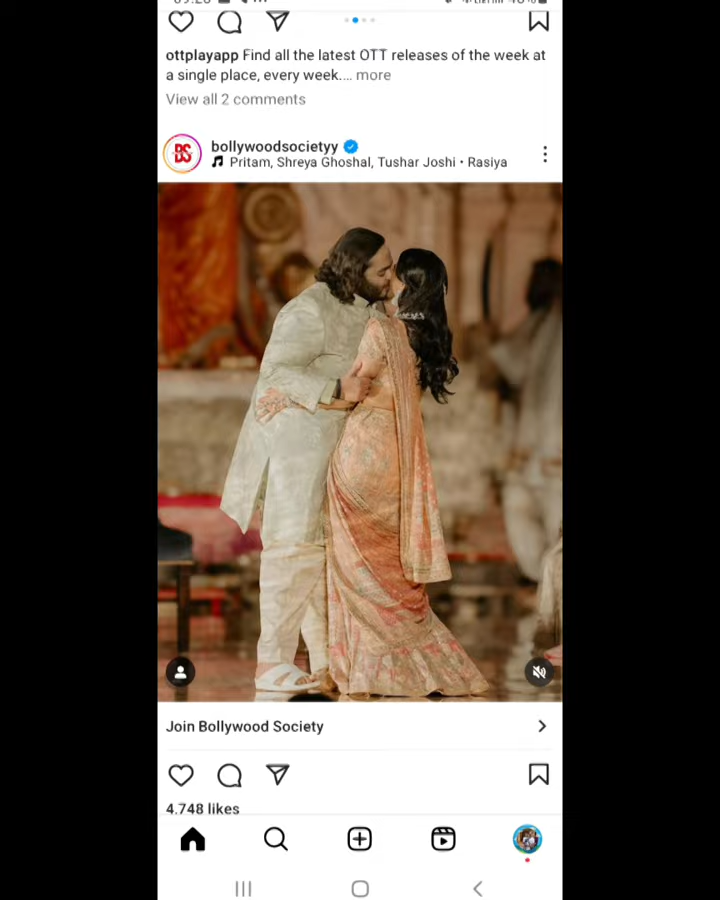 ottplayapp Find all the latest OTT releases of the week at
a single place, every week.... more
View all 2 comments
BS
bollywoodsocietyy
Pritam, Shreya Ghoshal, Tushar Joshi • Rasiya
Join Bollywood Society
4.748 likes